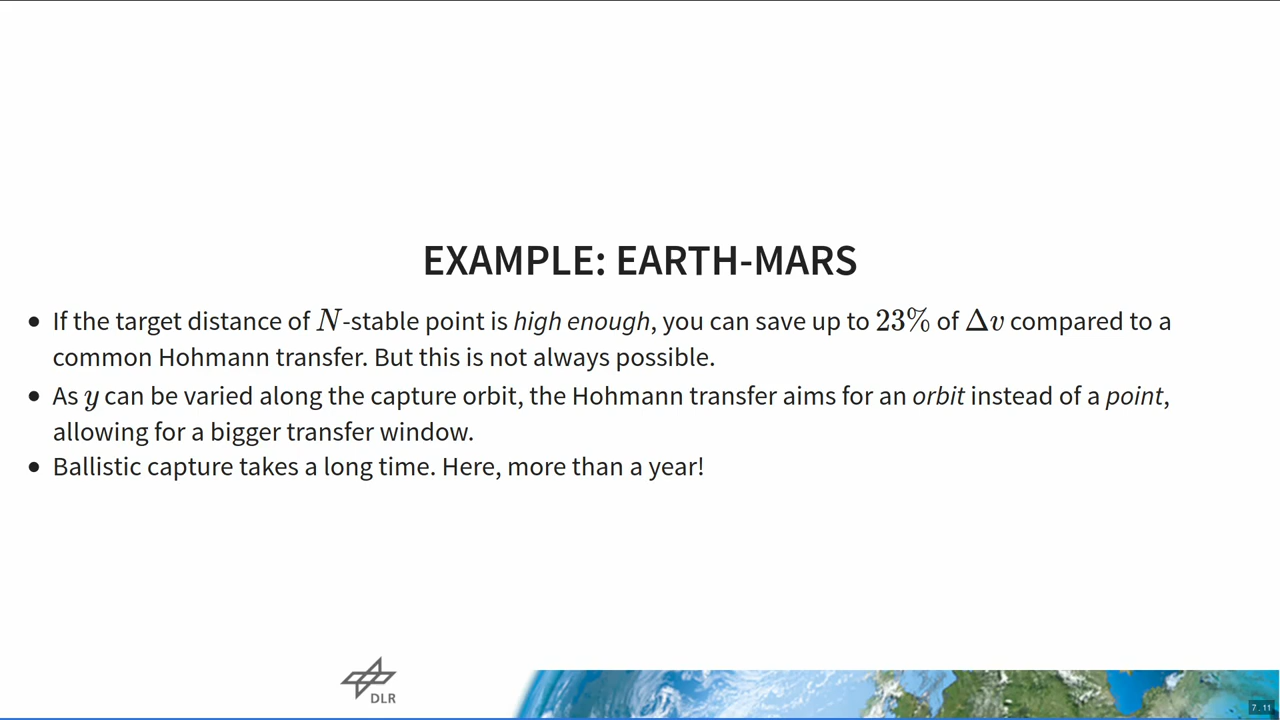 EXAMPLE: EARTH-MARS
• If the target distance of N-stable point is high enough, you can save up to 23% of Δv compared to a
common Hohmann transfer. But this is not always possible.
• As y can be varied along the capture orbit, the Hohmann transfer aims for an orbit instead of a point,
allowing for a bigger transfer window.
• Ballistic capture takes a long time. Here, more than a year!
DLR
7 . 11